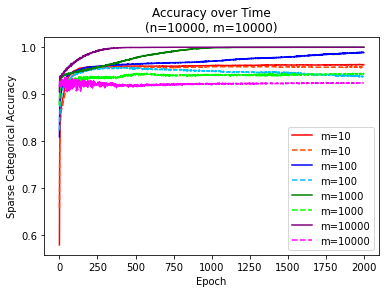 Accuracy over Time
(n=10000, m=10000)
Sparse Categorical Accuracy
1.0
0.9
0.8
0.7
0.6
m=10
m=10
m=100
m=100
m=1000
m=1000
m=10000
m=10000
0 250 500 750 1000 1250 1500 1750 2000
Epoch